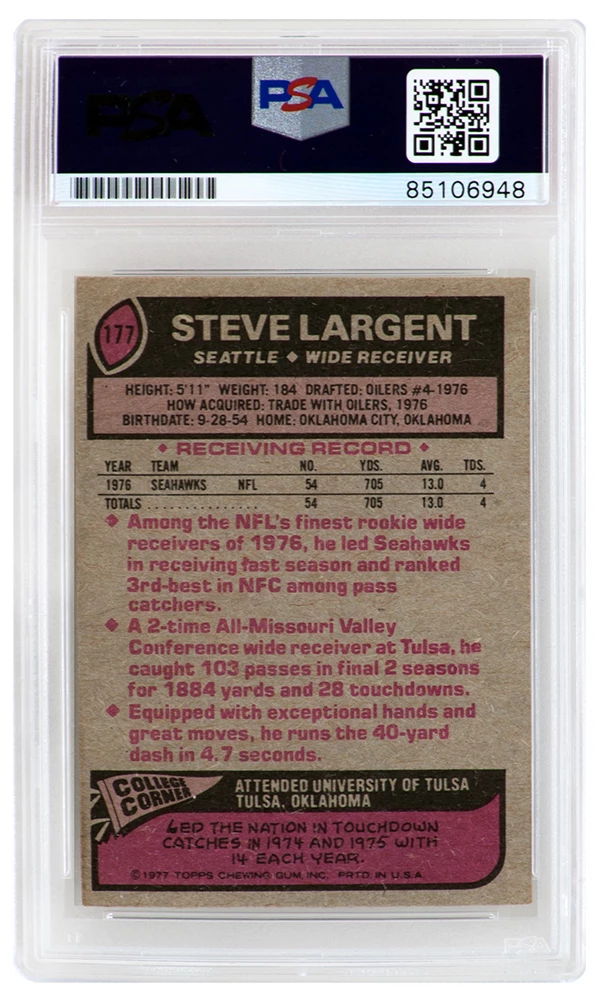 PSA
PSA
85106948
177
STEVE LARGENT
SEATTLE ◆ WIDE RECEIVER
HEIGHT: 5'11" WEIGHT: 184 DRAFTED: OILERS #4-1976
HOW ACQUIRED: TRADE WITH OILERS, 1976
BIRTHDATE: 9-28-54 HOME: OKLAHOMA CITY, OKLAHOMA
◆ RECEIVING RECORD ◆
YEAR TEAM NO. YDS. AVG. TDS.
1976 SEAHAWKS NFL 54 705 13.0 4
TOTALS .............. 54 705 13.0 4
◆ Among the NFL's finest rookie wide
receivers of 1976, he led Seahawks
in receiving last season and ranked
3rd-best in NFC among pass
catchers.
◆ A 2-time All-Missouri Valley
Conference wide receiver at Tulsa, he
caught 103 passes in final 2 seasons
for 1884 yards and 28 touchdowns.
◆ Equipped with exceptional hands and
great moves, he runs the 40-yard
dash in 4.7 seconds.
COLLEGE
CORNER
ATTENDED UNIVERSITY OF TULSA
TULSA, OKLAHOMA
LED THE NATION IN TOUCHDOWN
CATCHES IN 1974 AND 1975 WITH
14 EACH YEAR.
©1977 TOPPS CHEWING GUM, INC. PRTD. IN U.S.A.
PSA